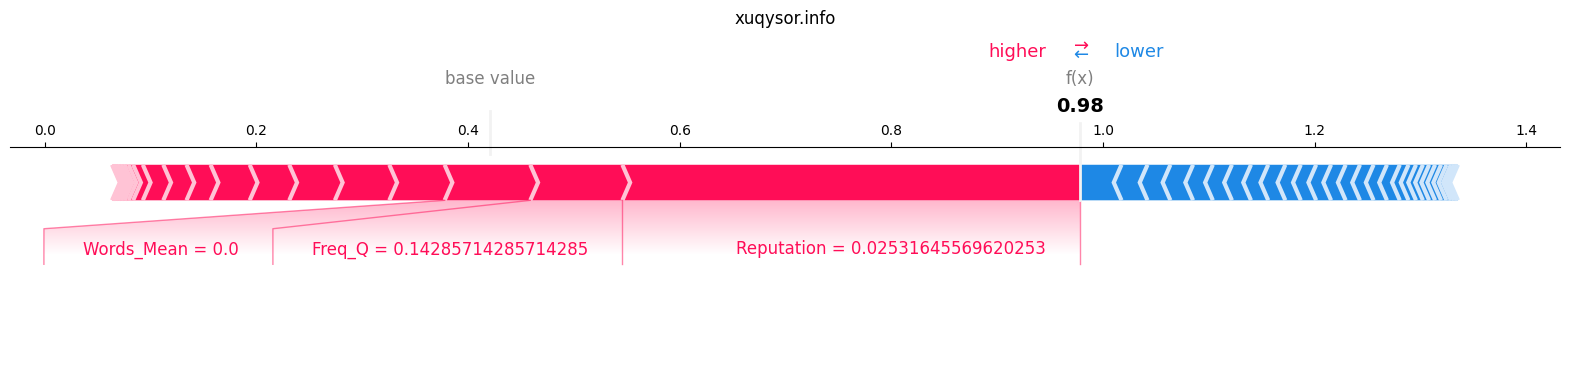 xuqysor.info
higher → ← lower
base value
f(x)
0.98
0.0 0.2 0.4 0.6 0.8 1.0 1.2 1.4
Words_Mean = 0.0 Freq_Q = 0.14285714285714285 Reputation = 0.02531645569620253